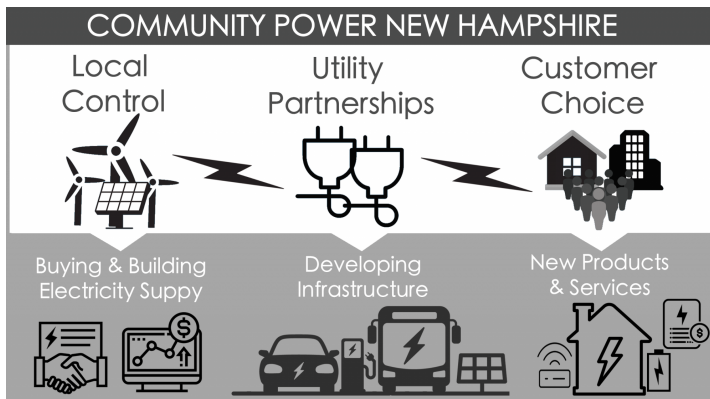 COMMUNITY POWER NEW HAMPSHIRE
Local
Control
Utility
Partnerships
Customer
Choice
Buying & Building
Electricity Suppy
Developing
Infrastructure
New Products
& Services
$
$